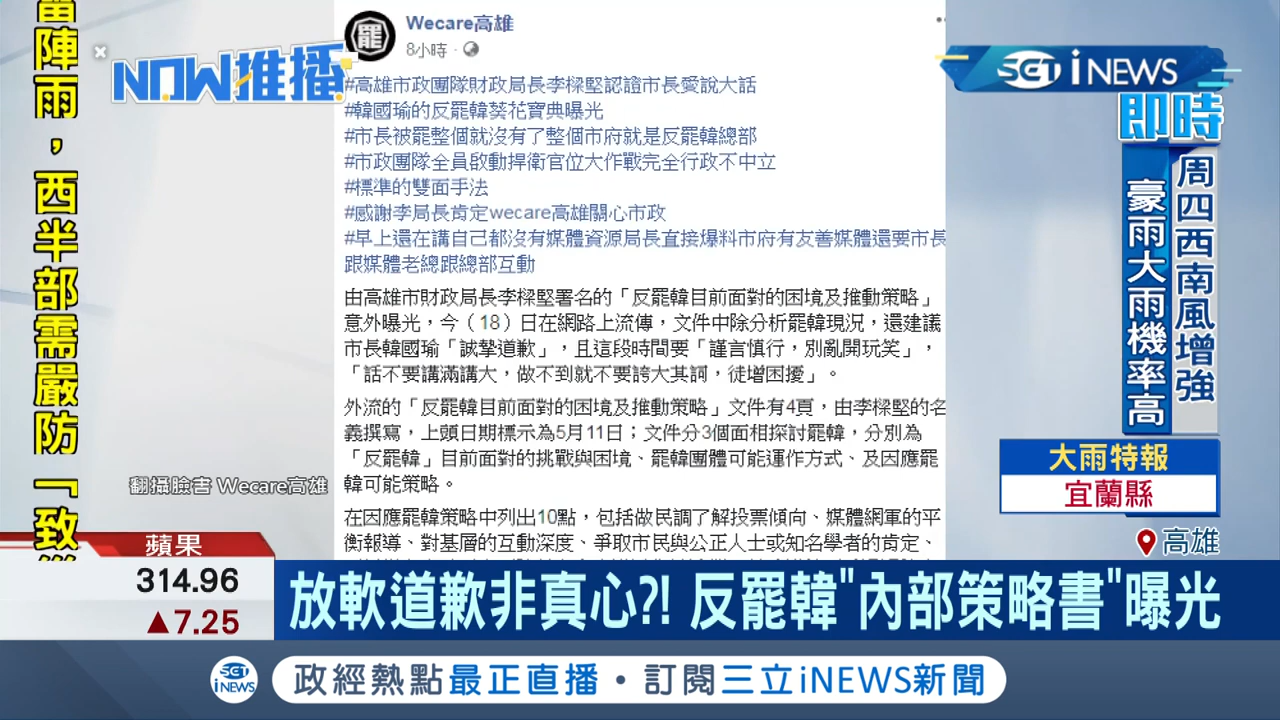 雷陣雨，西半部需嚴防「致災
NOW推播
罷
Wecare高雄
8小時
#高雄市政團隊財政局長李樑堅認證市長愛說大話
#韓國瑜的反罷韓葵花寶典曝光
#市長被罷整個就沒有了整個市府就是反罷韓總部
#市政團隊全員啟動捍衛官位大作戰完全行政不中立
#標準的雙面手法
#感謝李局長肯定wecare高雄關心市政
#早上還在講自己都沒有媒體資源局長直接爆料市府有友善媒體還要市長
跟媒體老總跟總部互動
由高雄市財政局長李樑堅署名的「反罷韓目前面對的困境及推動策略」
意外曝光，今（18）日在網路上流傳，文件中除分析罷韓現況，還建議
市長韓國瑜「誠摯道歉」，且這段時間要「謹言慎行，別亂開玩笑」，
「話不要講滿講大，做不到就不要誇大其詞，徒增困擾」。
外流的「反罷韓目前面對的困境及推動策略」文件有4頁，由李樑堅的名
義撰寫，上頭日期標示為5月11日；文件分3個面相探討罷韓，分別為
「反罷韓」目前面對的挑戰與困境、罷韓團體可能運作方式、及因應罷
韓可能策略。
在因應罷韓策略中列出10點，包括做民調了解投票傾向、媒體網軍的平
衡報導、對基層的互動深度、爭取市民與公正人士或知名學者的肯定、
翻攝臉書 Wecare高雄
SET iNEWS
即時
周四西南風增強
豪雨大雨機率高
大雨特報
宜蘭縣
高雄
蘋果
314.96
▲7.25
放軟道歉非真心?! 反罷韓"內部策略書"曝光
SET iNEWS
政經熱點最正直播・訂閱三立iNEWS新聞